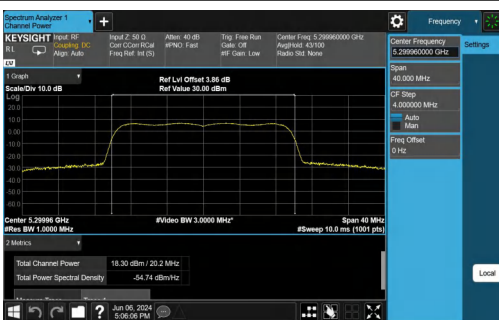 Spectrum Analyzer 1
Channel Power
Frequency
KEYSIGHT Input: RF Input Z: 50 Ω Atten: 40 dB Trig: Free Run Center Freq: 5.299960000 GHz
RL Coupling: DC Corr CCorr RCal #PNO: Fast Gate: Off Avg|Hold: 43/100
Align: Auto Freq Ref: Int (S) #IF Gain: Low Radio Std: None
Center Frequency
5.299960000 GHz
Settings
Span
40.000 MHz
CF Step
4.000000 MHz
Auto
Man
Freq Offset
0 Hz
Local
1 Graph
Scale/Div 10.0 dB
Ref Lvl Offset 3.86 dB
Ref Value 30.00 dBm
Log
20.0
10.0
0.00
-10.0
-20.0
-30.0
-40.0
-50.0
-60.0
Center 5.29996 GHz #Video BW 3.0000 MHz* Span 40 MHz
#Res BW 1.0000 MHz #Sweep 10.0 ms (1001 pts)
2 Metrics
Total Channel Power 18.30 dBm / 20.2 MHz
Total Power Spectral Density -54.74 dBm/Hz
Jun 06, 2024
5:06:06 PM